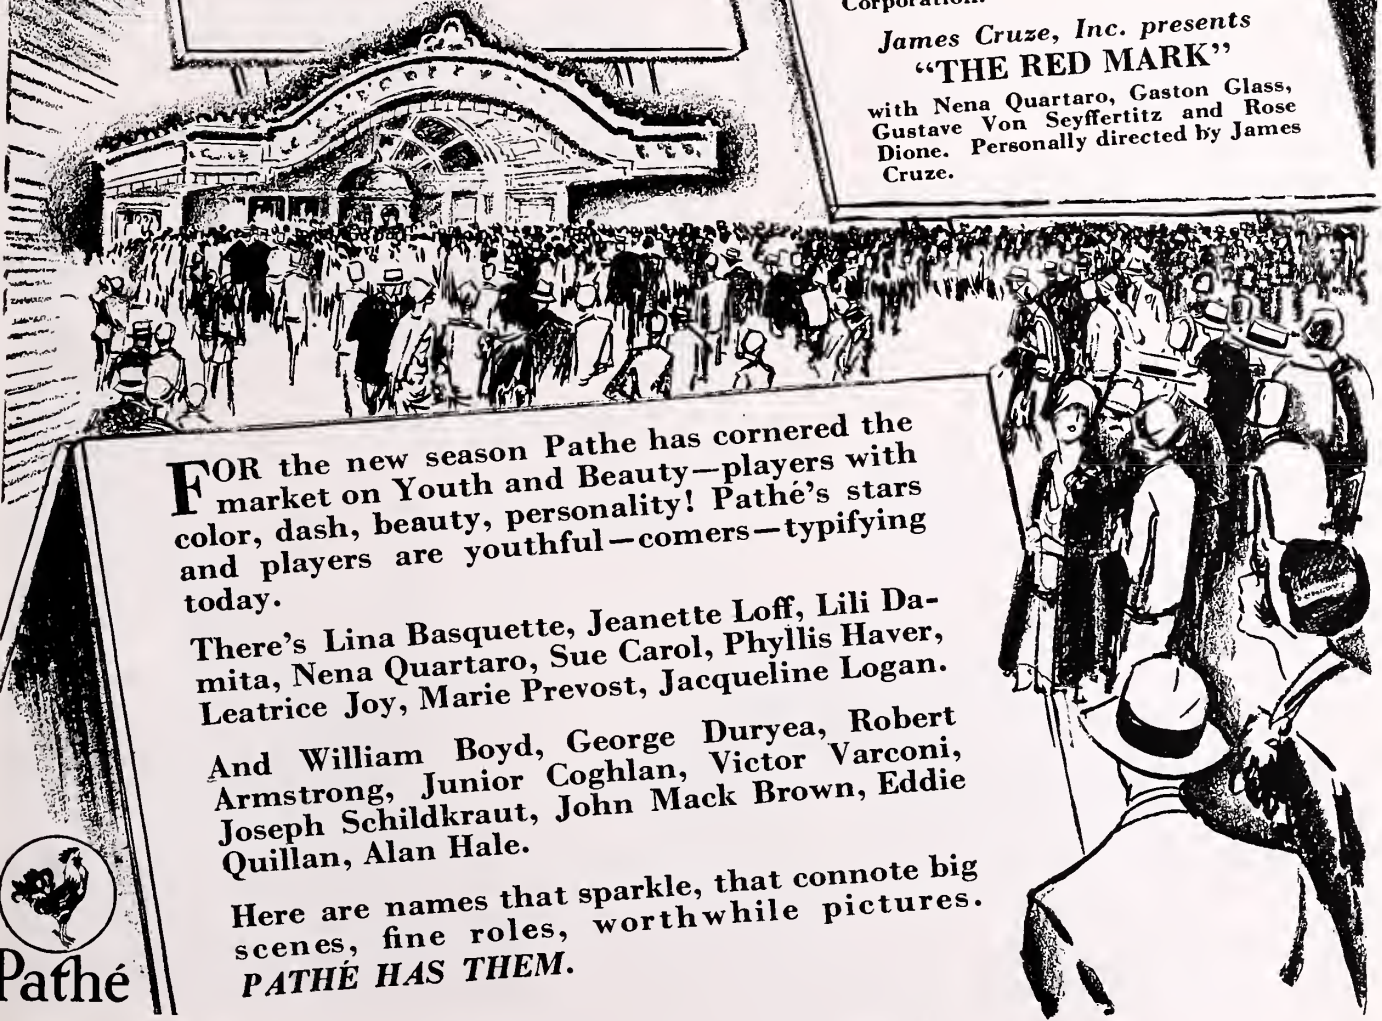 Corporation.
James Cruze, Inc. presents
“THE RED MARK”
with Nena Quartaro, Gaston Glass,
Gustave Von Seyffertitz and Rose
Dione. Personally directed by James
Cruze.
FOR the new season Pathe has cornered the
market on Youth and Beauty—players with
color, dash, beauty, personality! Pathé’s stars
and players are youthful—comers—typifying
today.
There’s Lina Basquette, Jeanette Loff, Lili Da-
mita, Nena Quartaro, Sue Carol, Phyllis Haver,
Leatrice Joy, Marie Prevost, Jacqueline Logan.
And William Boyd, George Duryea, Robert
Armstrong, Junior Coghlan, Victor Varconi,
Joseph Schildkraut, John Mack Brown, Eddie
Quillan, Alan Hale.
Here are names that sparkle, that connote big
scenes, fine roles, worthwhile pictures.
PATHÉ HAS THEM.
Pathé